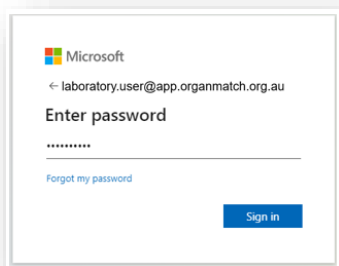 Microsoft
← laboratory.user@app.organmatch.org.au
Enter password
••••••••••
Forgot my password
Sign in